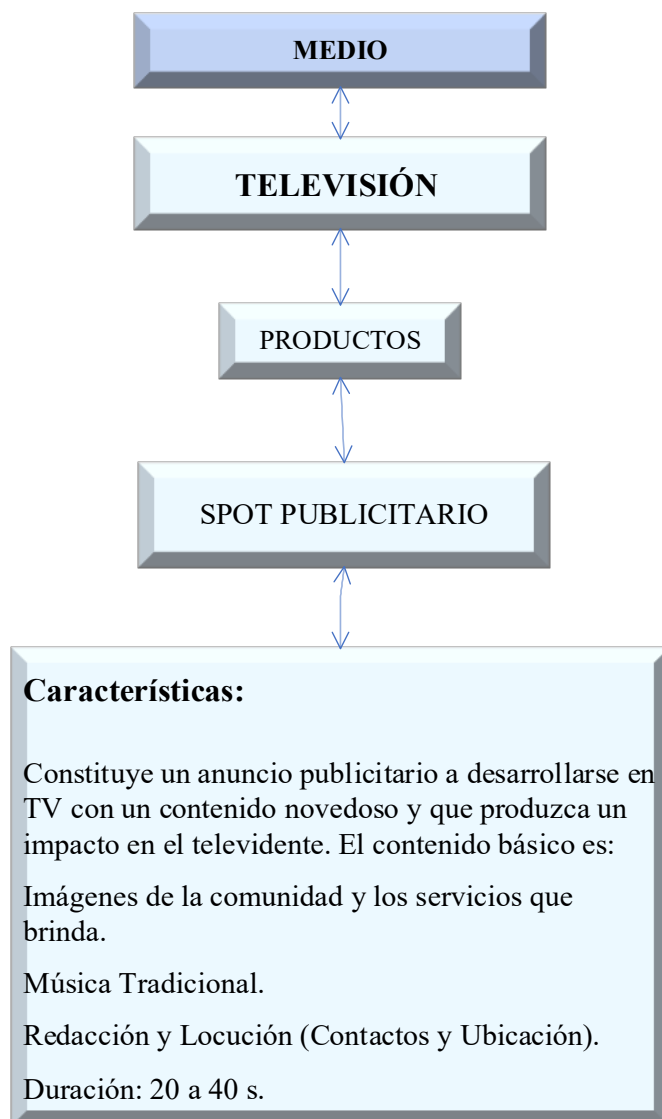 MEDIO
TELEVISIÓN
PRODUCTOS
SPOT PUBLICITARIO
Características:
Constituye un anuncio publicitario a desarrollarse en
TV con un contenido novedoso y que produzca un
impacto en el televidente. El contenido básico es:
Imágenes de la comunidad y los servicios que
brinda.
Música Tradicional.
Redacción y Locución (Contactos y Ubicación).
Duración: 20 a 40 s.